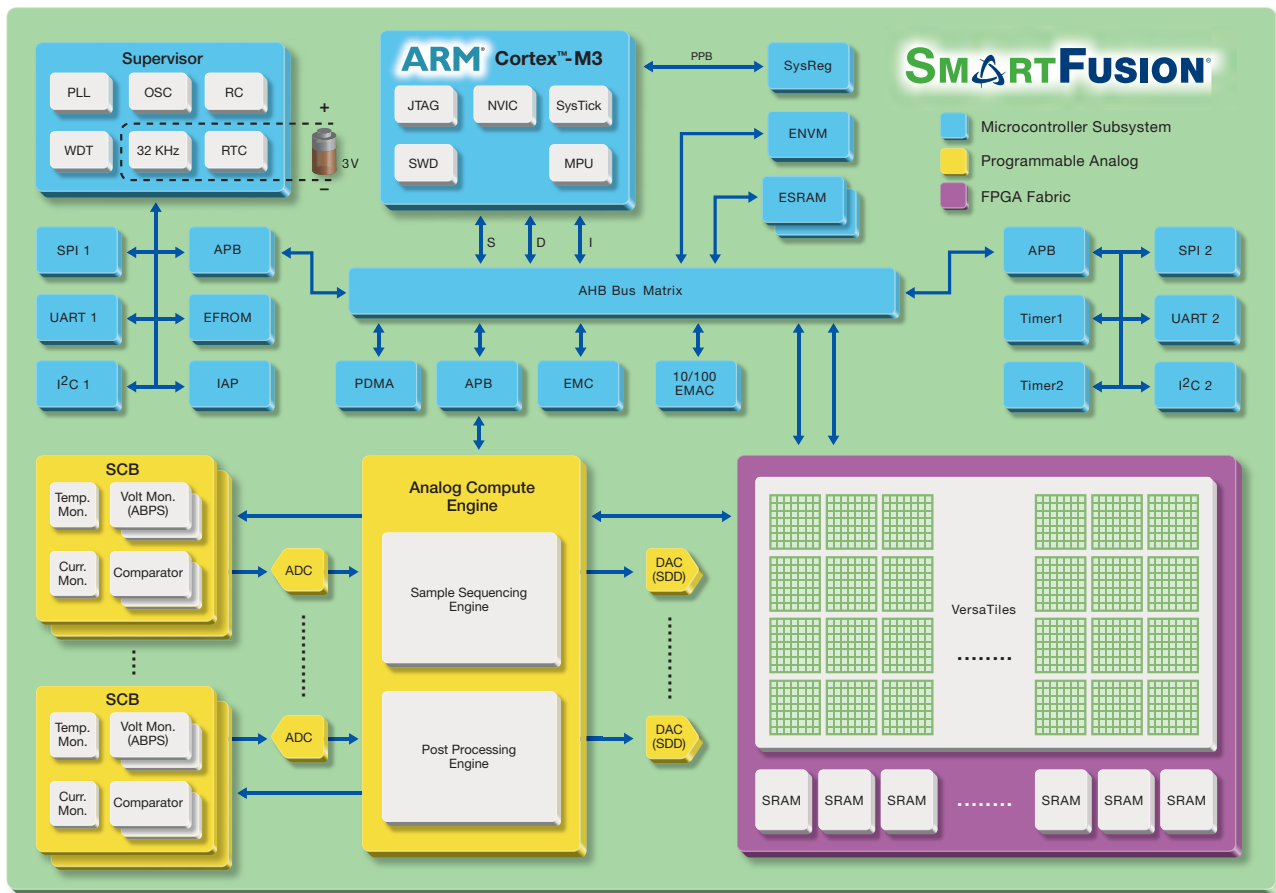 Supervisor
PLL
OSC
RC
WDT
32 KHz
RTC
+
3V
–
ARM® Cortex™-M3
JTAG
NVIC
SysTick
SWD
MPU
PPB
SysReg
ENVM
ESRAM
SMARTFUSION®
Microcontroller Subsystem
Programmable Analog
FPGA Fabric
S
D
I
SPI 1
APB
UART 1
EFROM
I²C 1
IAP
AHB Bus Matrix
PDMA
APB
EMC
10/100
EMAC
APB
SPI 2
Timer1
UART 2
Timer2
I²C 2
SCB
Temp.
Mon.
Volt Mon.
(ABPS)
Curr.
Mon.
Comparator
ADC
SCB
Temp.
Mon.
Volt Mon.
(ABPS)
Curr.
Mon.
Comparator
ADC
Analog Compute
Engine
Sample Sequencing
Engine
Post Processing
Engine
DAC
(SDD)
DAC
(SDD)
VersaTiles
SRAM
SRAM
SRAM
SRAM
SRAM
SRAM